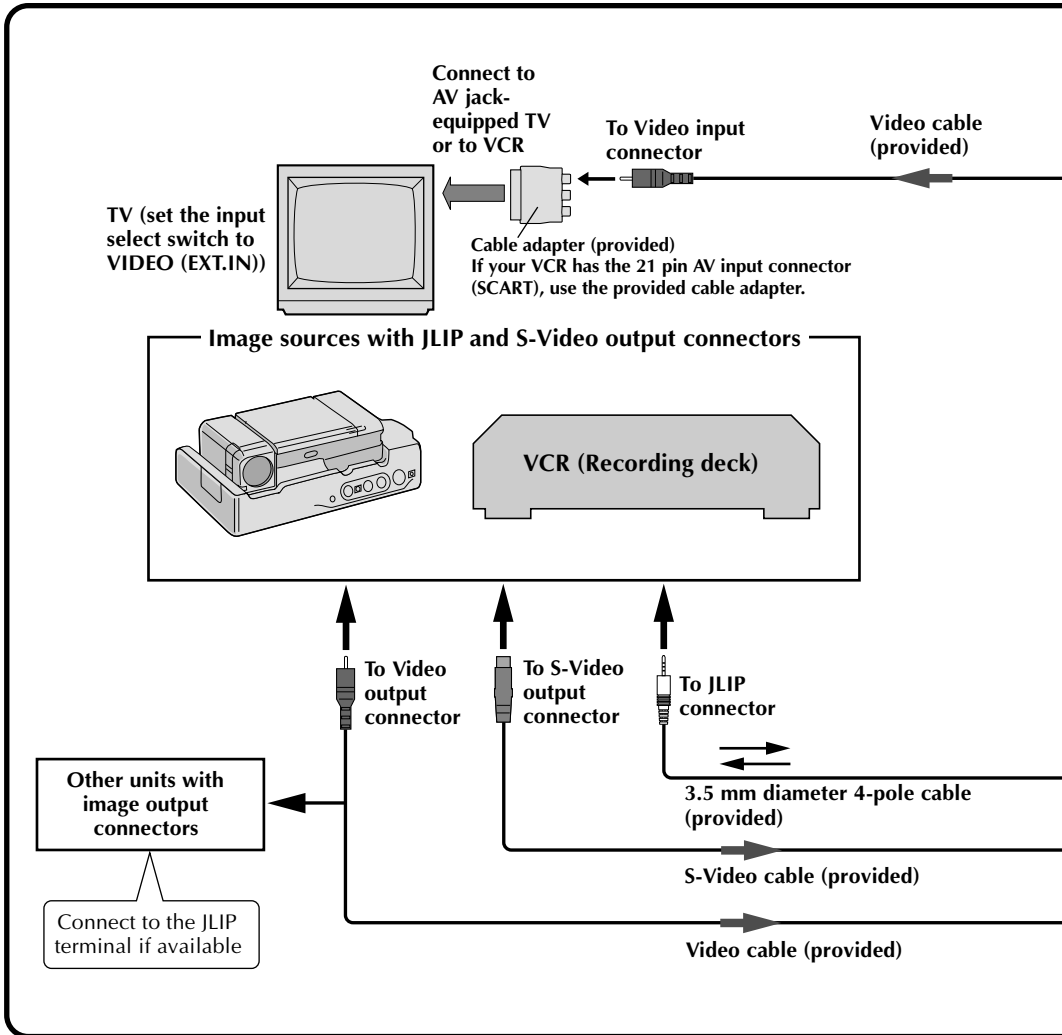 Connect to
AV jack-
equipped TV
or to VCR
To Video input
connector
Video cable
(provided)
TV (set the input
select switch to
VIDEO (EXT.IN))
Cable adapter (provided)
If your VCR has the 21 pin AV input connector
(SCART), use the provided cable adapter.
Image sources with JLIP and S-Video output connectors
VCR (Recording deck)
To Video
output
connector
To S-Video
output
connector
To JLIP
connector
Other units with
image output
connectors
3.5 mm diameter 4-pole cable
(provided)
S-Video cable (provided)
Connect to the JLIP
terminal if available
Video cable (provided)